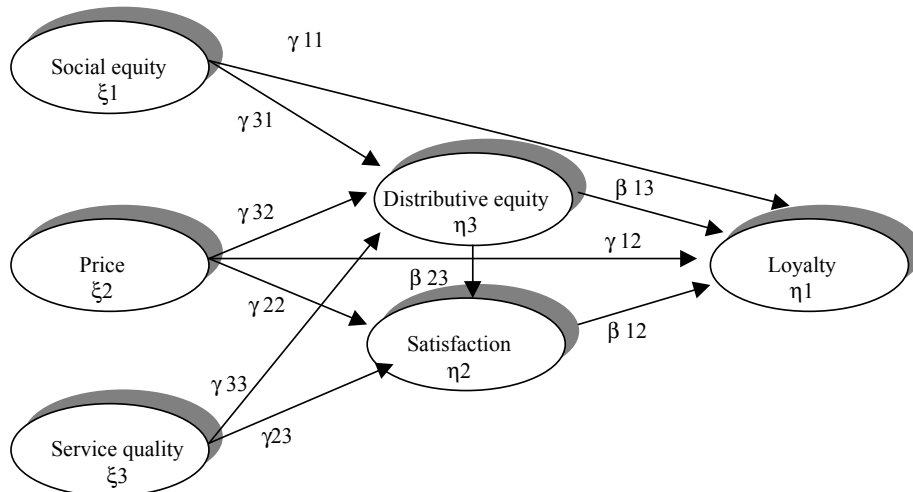 γ 11
Social equity
ξ1
γ 31
Distributive equity
η3
β 13
γ 32
γ 12
Price
ξ2
Loyalty
η1
β 23
γ 22
Satisfaction
η2
β 12
γ 33
γ23
Service quality
ξ3